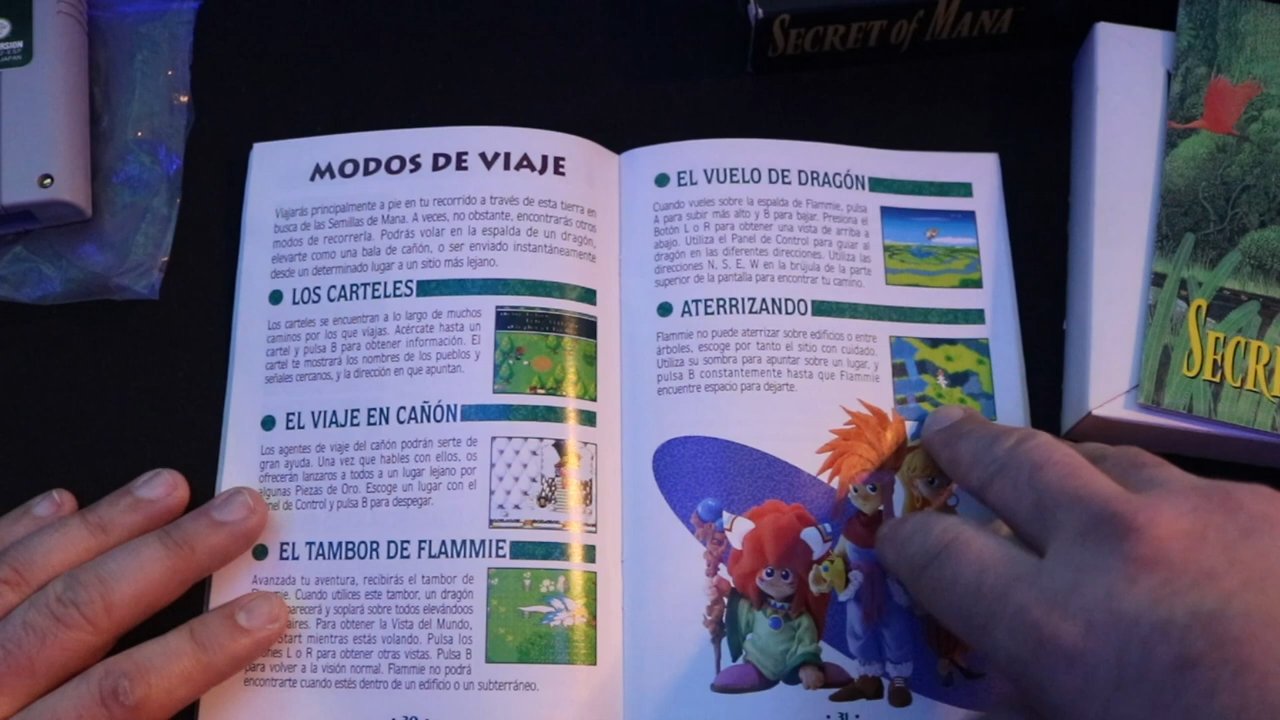 RSION
JAPAN
SECRET of MANA
SECR
MODOS DE VIAJE
Viajarás principalmente a pie en tu recorrido a través de esta tierra en
busca de las Semillas de Mana. A veces, no obstante, encontrarás otros
modos de recorrerla. Podrás volar en la espalda de un dragón,
elevarte como una bala de cañón, o ser enviado instantáneamente
desde un determinado lugar a un sitio más lejano.
LOS CARTELES
Los carteles se encuentran a lo largo de muchos
caminos por los que viajas. Acércate hasta un
cartel y pulsa B para obtener información. El
cartel te mostrará los nombres de los pueblos y
señales cercanos, y la dirección en que apuntan.
EL VIAJE EN CAÑÓN
Los agentes de viaje del cañón podrán serte de
gran ayuda. Una vez que hables con ellos, os
ofrecerán lanzaros a todos a un lugar lejano por
algunas Piezas de Oro. Escoge un lugar con el
nel de Control y pulsa B para despegar.
EL TAMBOR DE FLAMMIE
Avanzada tu aventura, recibirás el tambor de
mie. Cuando utilices este tambor, un dragón
parecerá y soplará sobre todos elevándoos
aires. Para obtener la Vista del Mundo,
Start mientras estás volando. Pulsa los
nes L o R para obtener otras vistas. Pulsa B
para volver a la visión normal. Flammie no podrá
encontrarte cuando estés dentro de un edificio o un subterráneo.
• 30 •
EL VUELO DE DRAGÓN
Cuando vueles sobre la espalda de Flammie, pulsa
A para subir más alto y B para bajar. Presiona el
Botón L o R para obtener una vista de arriba a
abajo. Utiliza el Panel de Control para guiar al
dragón en las diferentes direcciones. Utiliza las
direcciones N, S, E, W en la brújula de la parte
superior de la pantalla para encontrar tu camino.
ATERRIZANDO
Flammie no puede aterrizar sobre edificios o entre
árboles, escoge por tanto el sitio con cuidado.
Utiliza su sombra para apuntar sobre un lugar, y
pulsa B constantemente hasta que Flammie
encuentre espacio para dejarte.
• 31 •